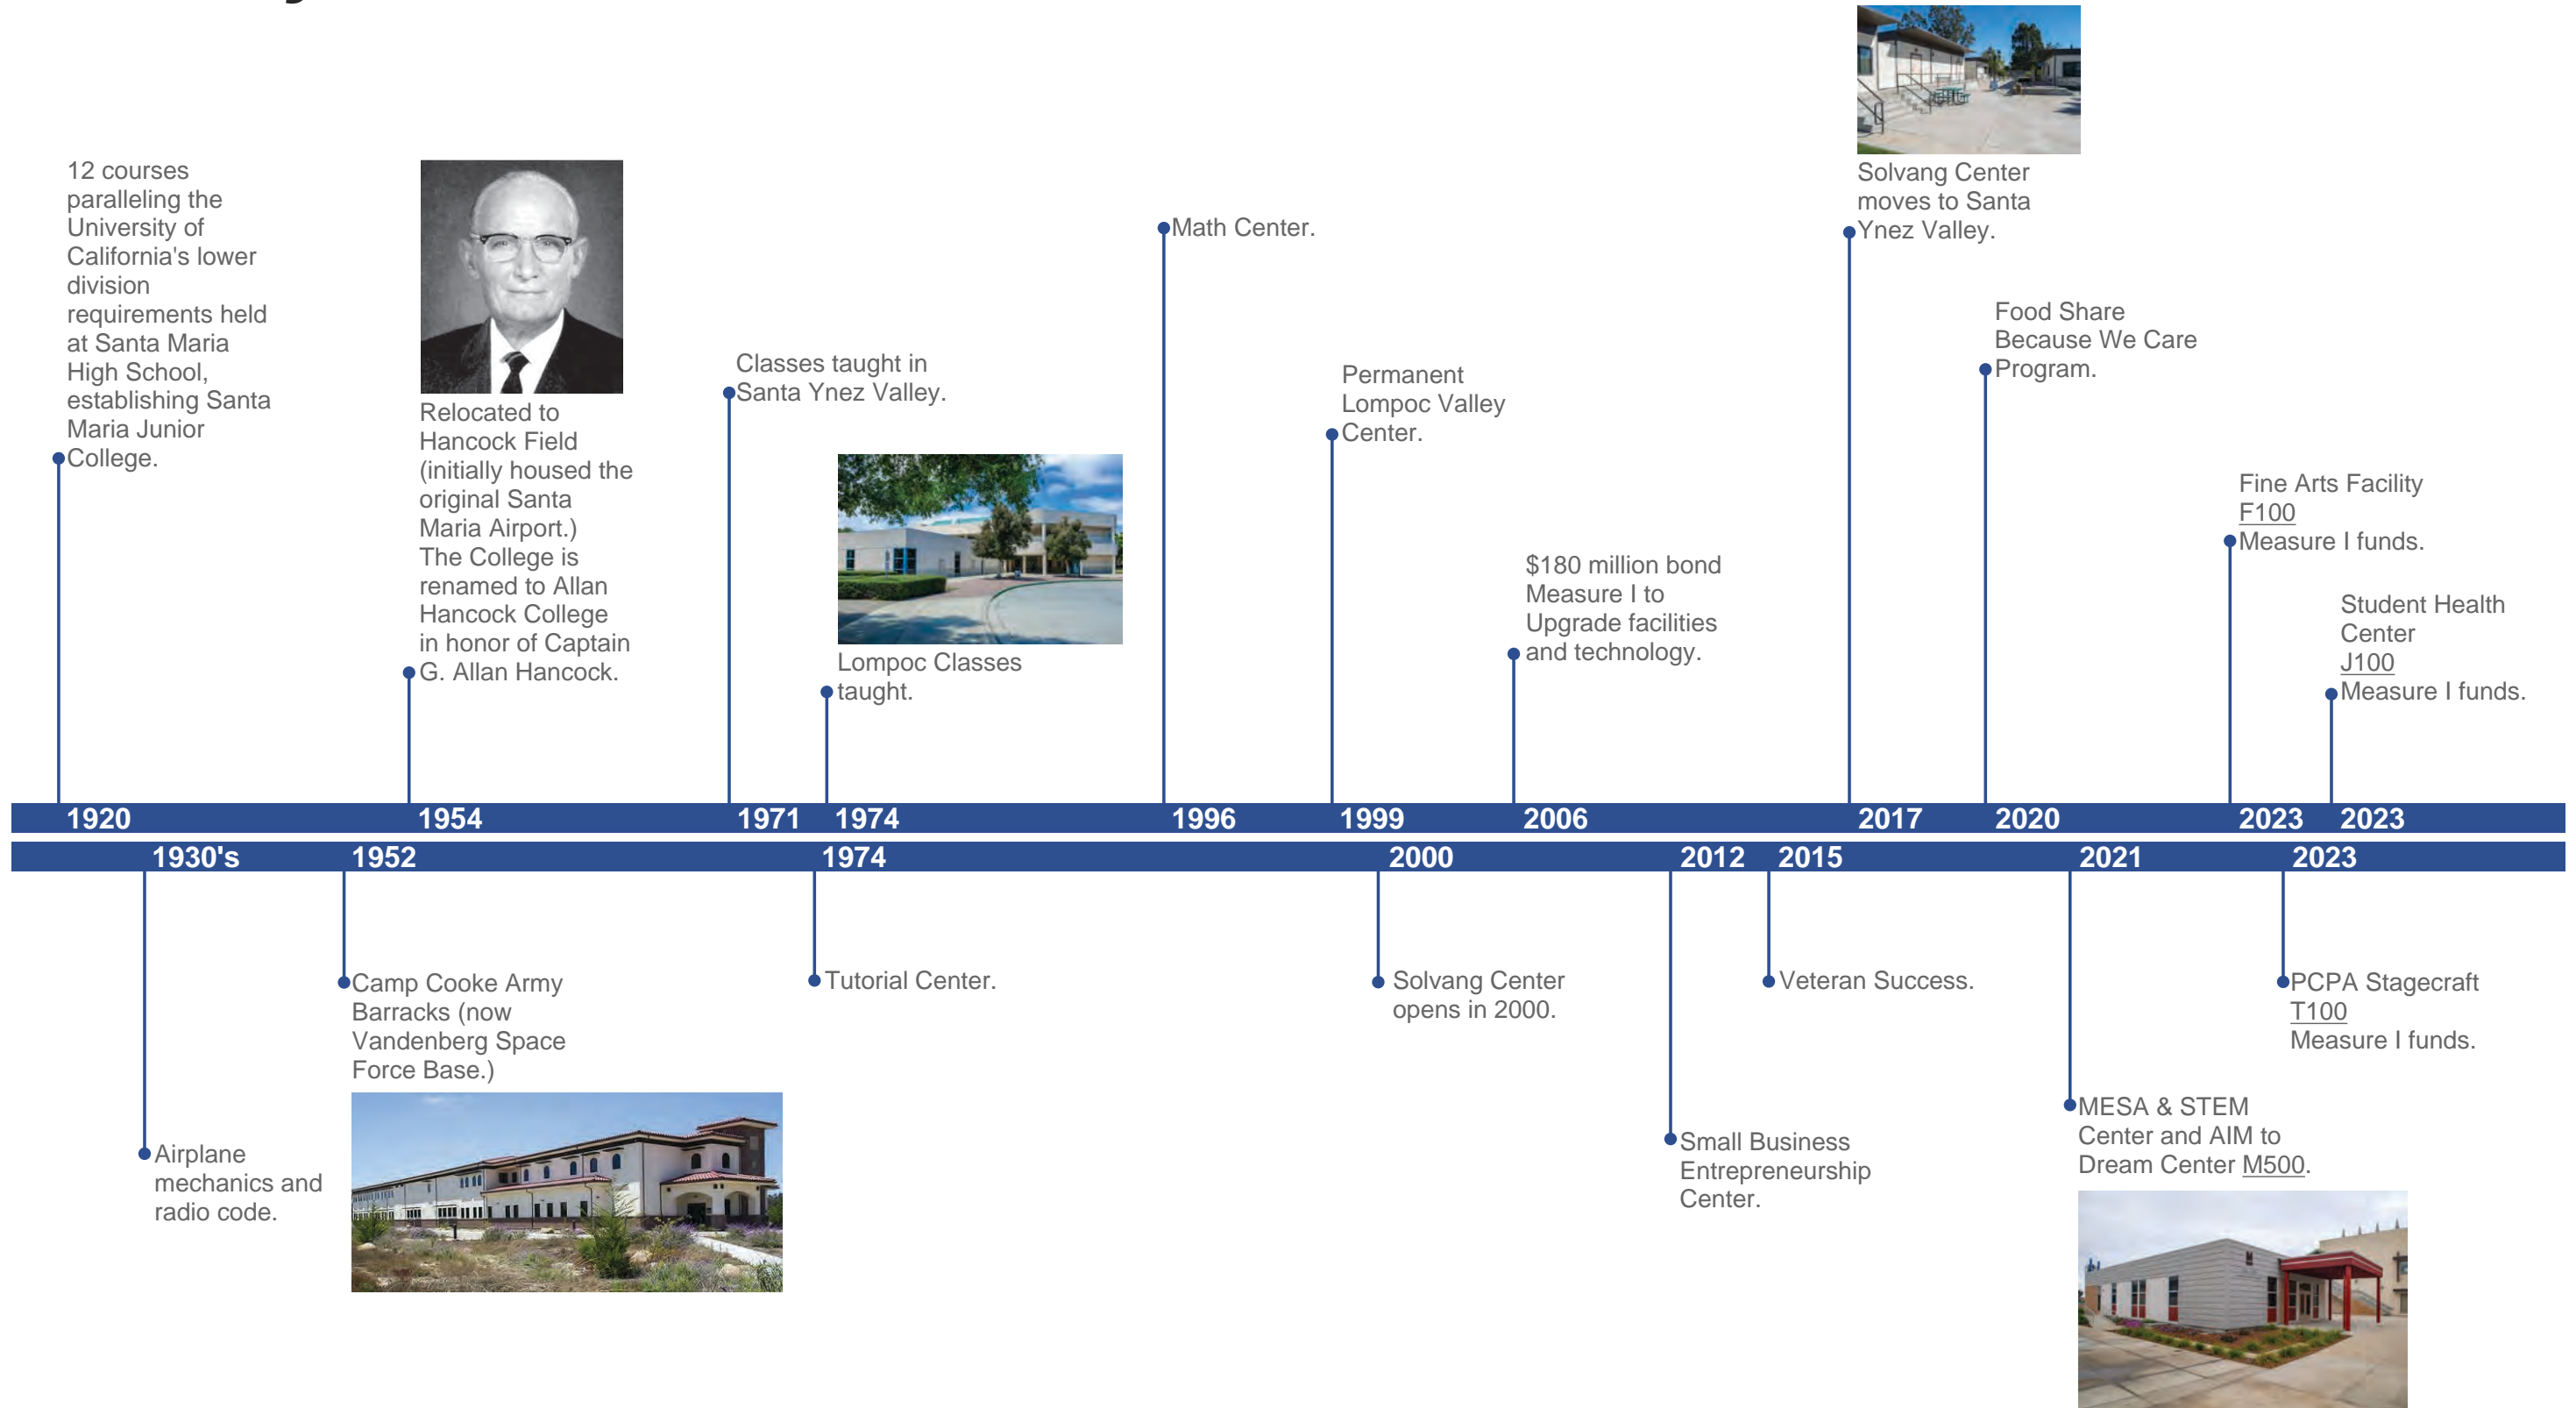 12 courses
paralleling the
University of
California's lower
division
requirements held
at Santa Maria
High School,
establishing Santa
Maria Junior
College.
Relocated to
Hancock Field
(initially housed the
original Santa
Maria Airport.)
The College is
renamed to Allan
Hancock College
in honor of Captain
G. Allan Hancock.
Classes taught in
Santa Ynez Valley.
Lompoc Classes
taught.
Math Center.
Permanent
Lompoc Valley
Center.
$180 million bond
Measure I to
Upgrade facilities
and technology.
Solvang Center
moves to Santa
Ynez Valley.
Food Share
Because We Care
Program.
Fine Arts Facility
F100
Measure I funds.
Student Health
Center
J100
Measure I funds.
1920 1954 1971 1974 1996 1999 2006 2017 2020 2023 2023
1930's 1952 1974 2000 2012 2015 2021 2023
Airplane
mechanics and
radio code.
Camp Cooke Army
Barracks (now
Vandenberg Space
Force Base.)
Tutorial Center.
Solvang Center
opens in 2000.
Small Business
Entrepreneurship
Center.
Veteran Success.
MESA & STEM
Center and AIM to
Dream Center M500.
PCPA Stagecraft
T100
Measure I funds.